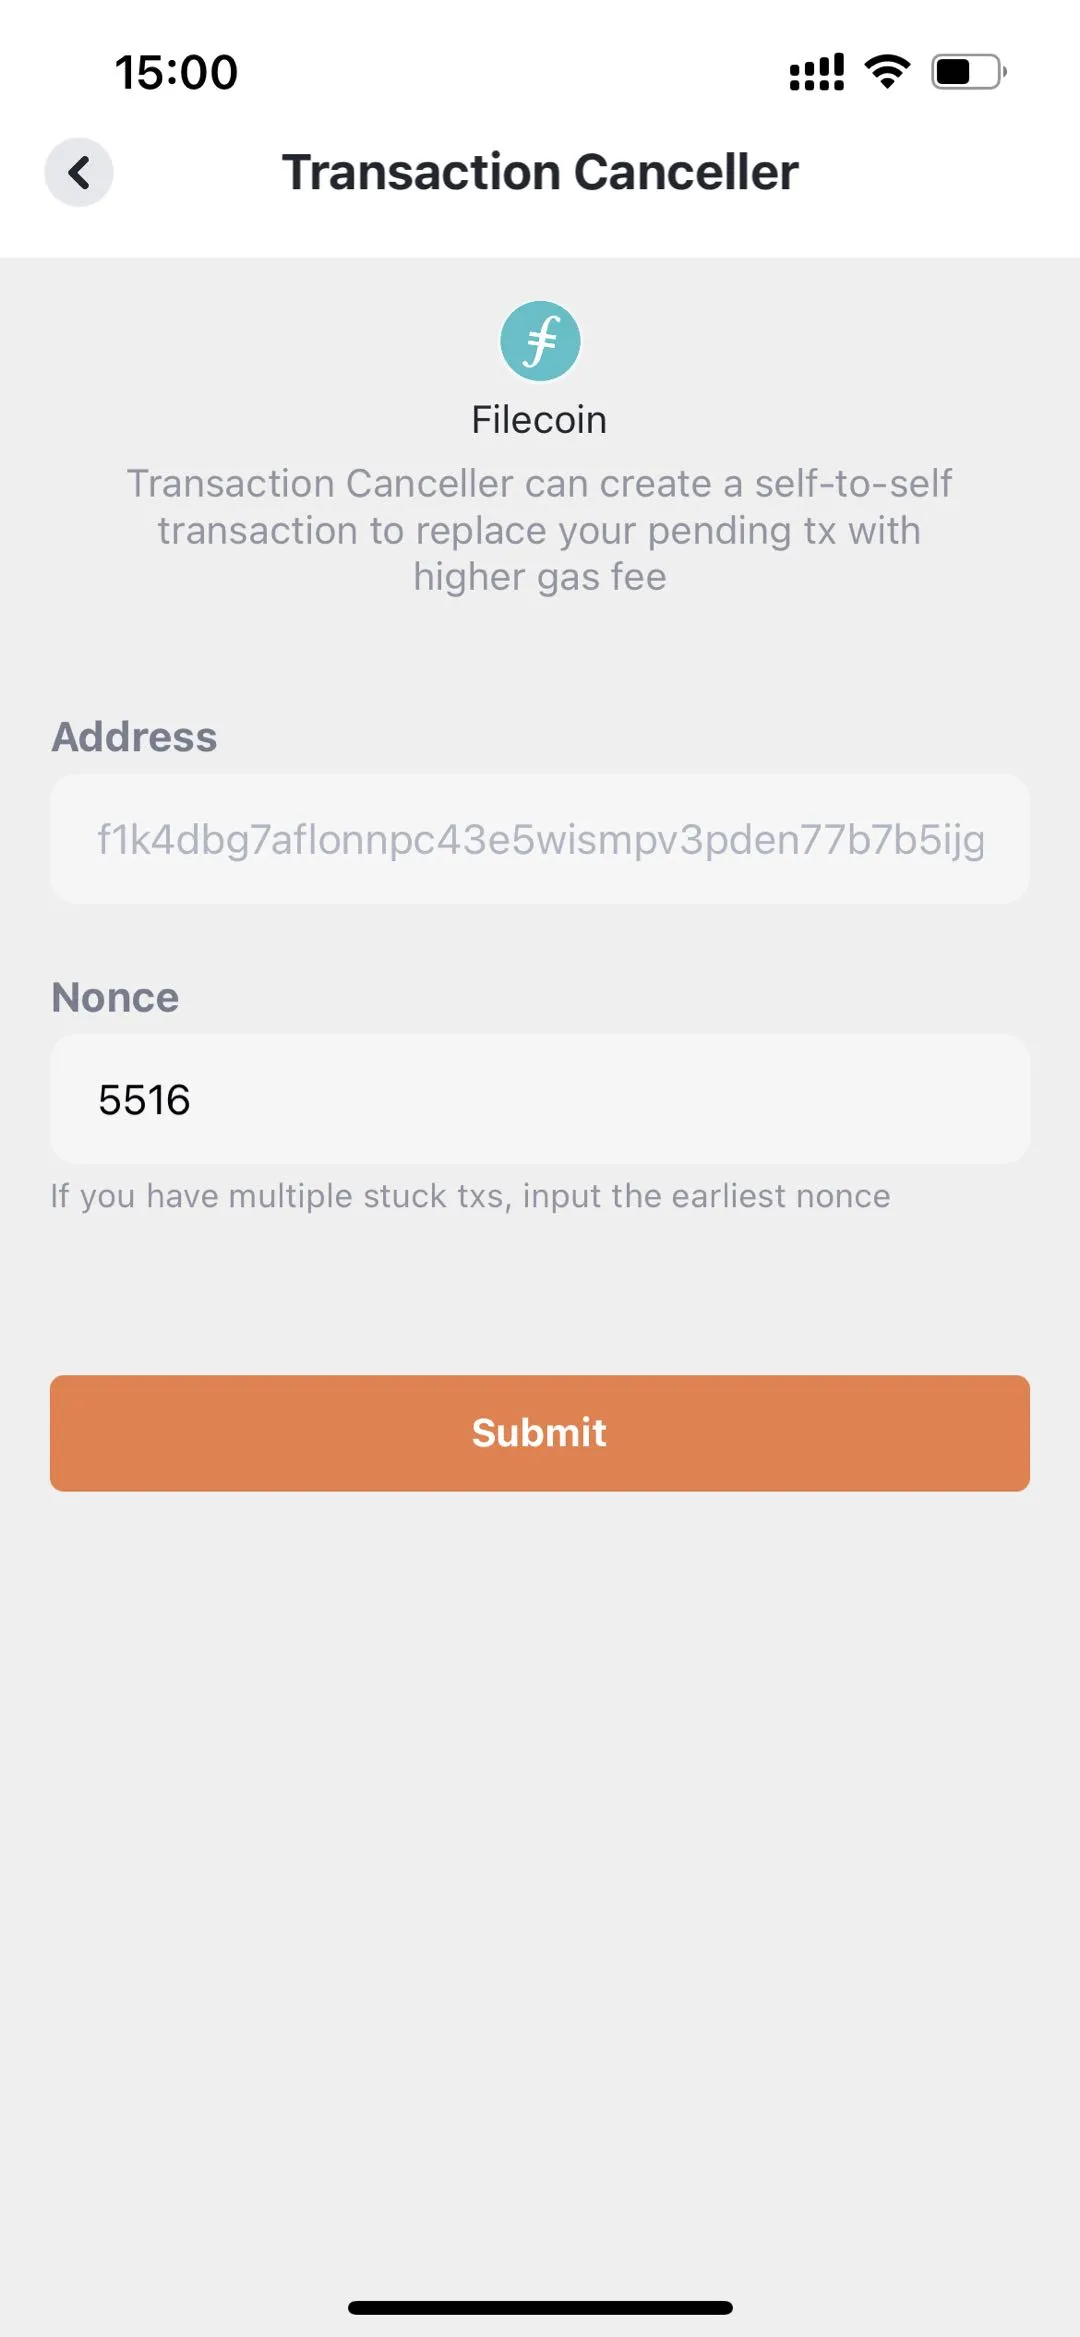 15:00
Transaction Canceller
Filecoin
Transaction Canceller can create a self-to-self
transaction to replace your pending tx with
higher gas fee
Address
f1k4dbg7aflonnpc43e5wismpv3pden77b7b5ijg
Nonce
5516
If you have multiple stuck txs, input the earliest nonce
Submit